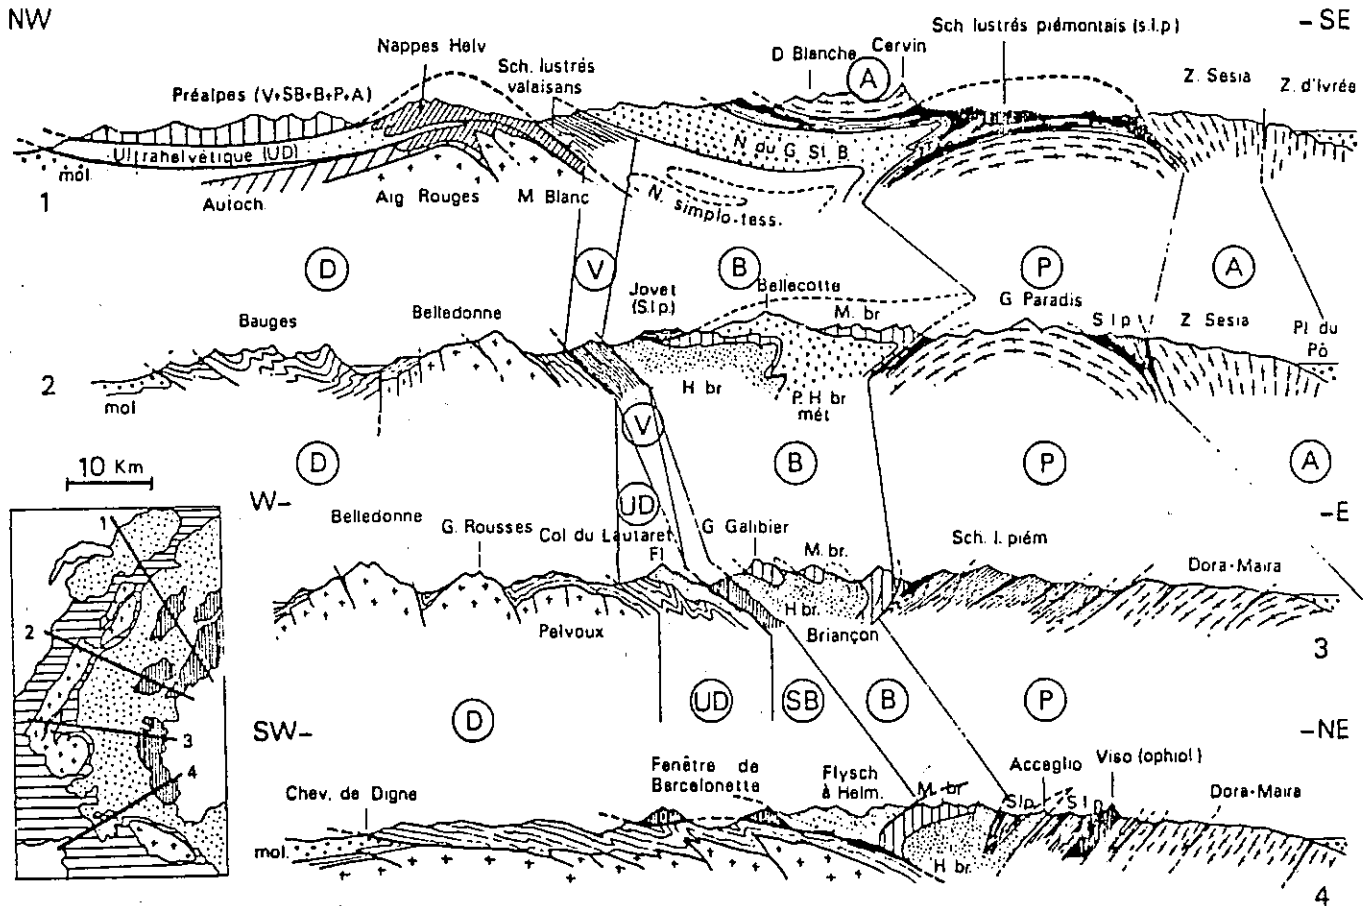 NW
– SE
Sch lustrés piémontais (s.l.p)
Nappes Helv
D Blanche
Cervin
A
Sch. lustrés
valaisans
Z. Sesia
Z. d'Ivrée
Préalpes (V+SB+B+P+A)
Ultrahelvétique (UD)
N du G St B
mol
1
Autoch.
Aig Rouges
M Blanc
N. simplo-tess.
D
V
B
P
A
Jovet
(S.l.p.)
Bellecotte
M. br
G Paradis
S l p
Z Sesia
Pl du
Pô
Bauges
Belledonne
2
mol
H br
P. H br
mét
V
D
B
P
A
10 Km
W–
–E
UD
Belledonne
G. Rousses
Col du Lautaret
Fl
G Galibier
M. br.
Sch. l. piém
Dora-Maira
Pelvoux
H br.
Briançon
3
1
2
3
4
D
UD
SB
B
P
SW–
–NE
Chev. de Digne
Fenêtre de
Barcelonette
Flysch
à Helm.
M. br
Acceglio
Viso (ophiol)
S l p
S l p
Dora-Maira
mol.
H br.
4